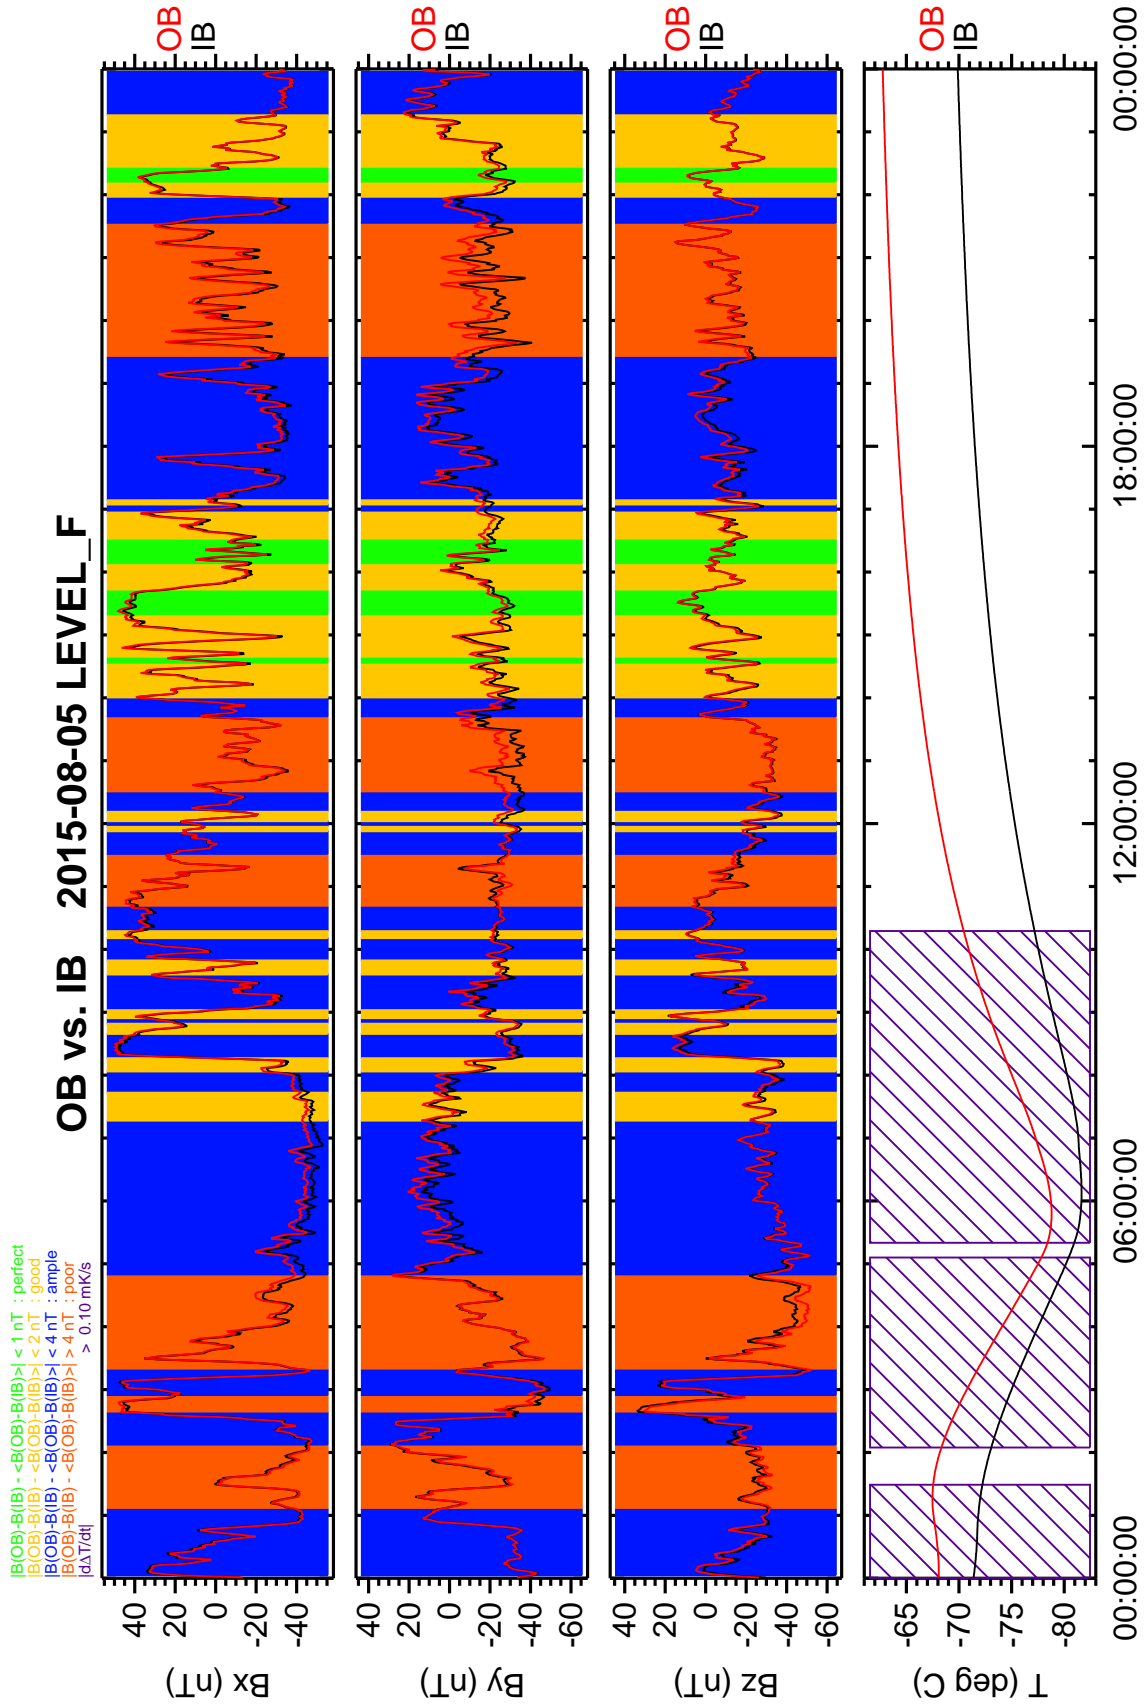 |B(OB)-B(IB) - <B(OB)-B(IB)>| < 1 nT : perfect
|B(OB)-B(IB) - <B(OB)-B(IB)>| < 2 nT : good
|B(OB)-B(IB) - <B(OB)-B(IB)>| < 4 nT : ample
|B(OB)-B(IB) - <B(OB)-B(IB)>| > 4 nT : poor
|dΔT/dt| > 0.10 mK/s
OB vs. IB 2015-08-05 LEVEL_F
Bx (nT)
40
20
0
-20
-40
OB
IB
By (nT)
40
20
0
-20
-40
-60
OB
IB
Bz (nT)
40
20
0
-20
-40
-60
OB
IB
T (deg C)
-65
-70
-75
-80
OB
IB
00:00:00
06:00:00
12:00:00
18:00:00
00:00:00